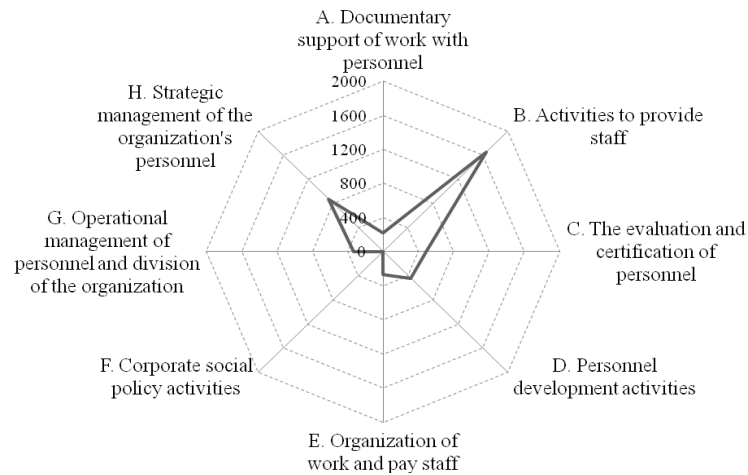 A. Documentary
support of work with
personnel
2000
1600
1200
800
400
0
B. Activities to provide
staff
C. The evaluation and
certification of
personnel
D. Personnel
development activities
E. Organization of
work and pay staff
F. Corporate social
policy activities
G. Operational
management of
personnel and division
of the organization
H. Strategic
management of the
organization's
personnel